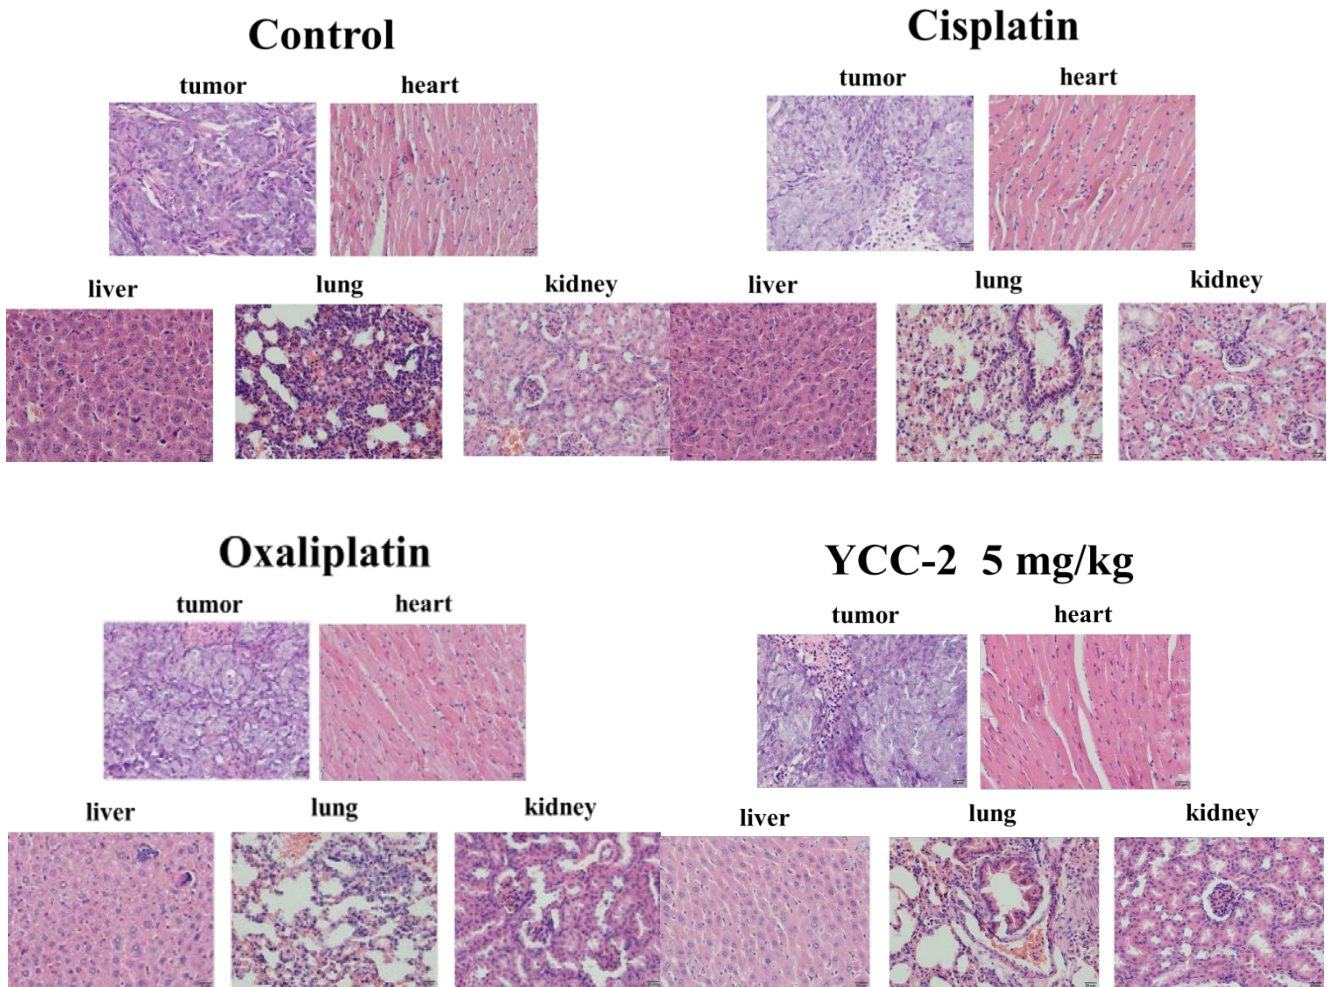 Control
tumor heart
liver lung kidney
Cisplatin
tumor heart
liver lung kidney
Oxaliplatin
tumor heart
liver lung kidney
YCC-2 5 mg/kg
tumor heart
liver lung kidney